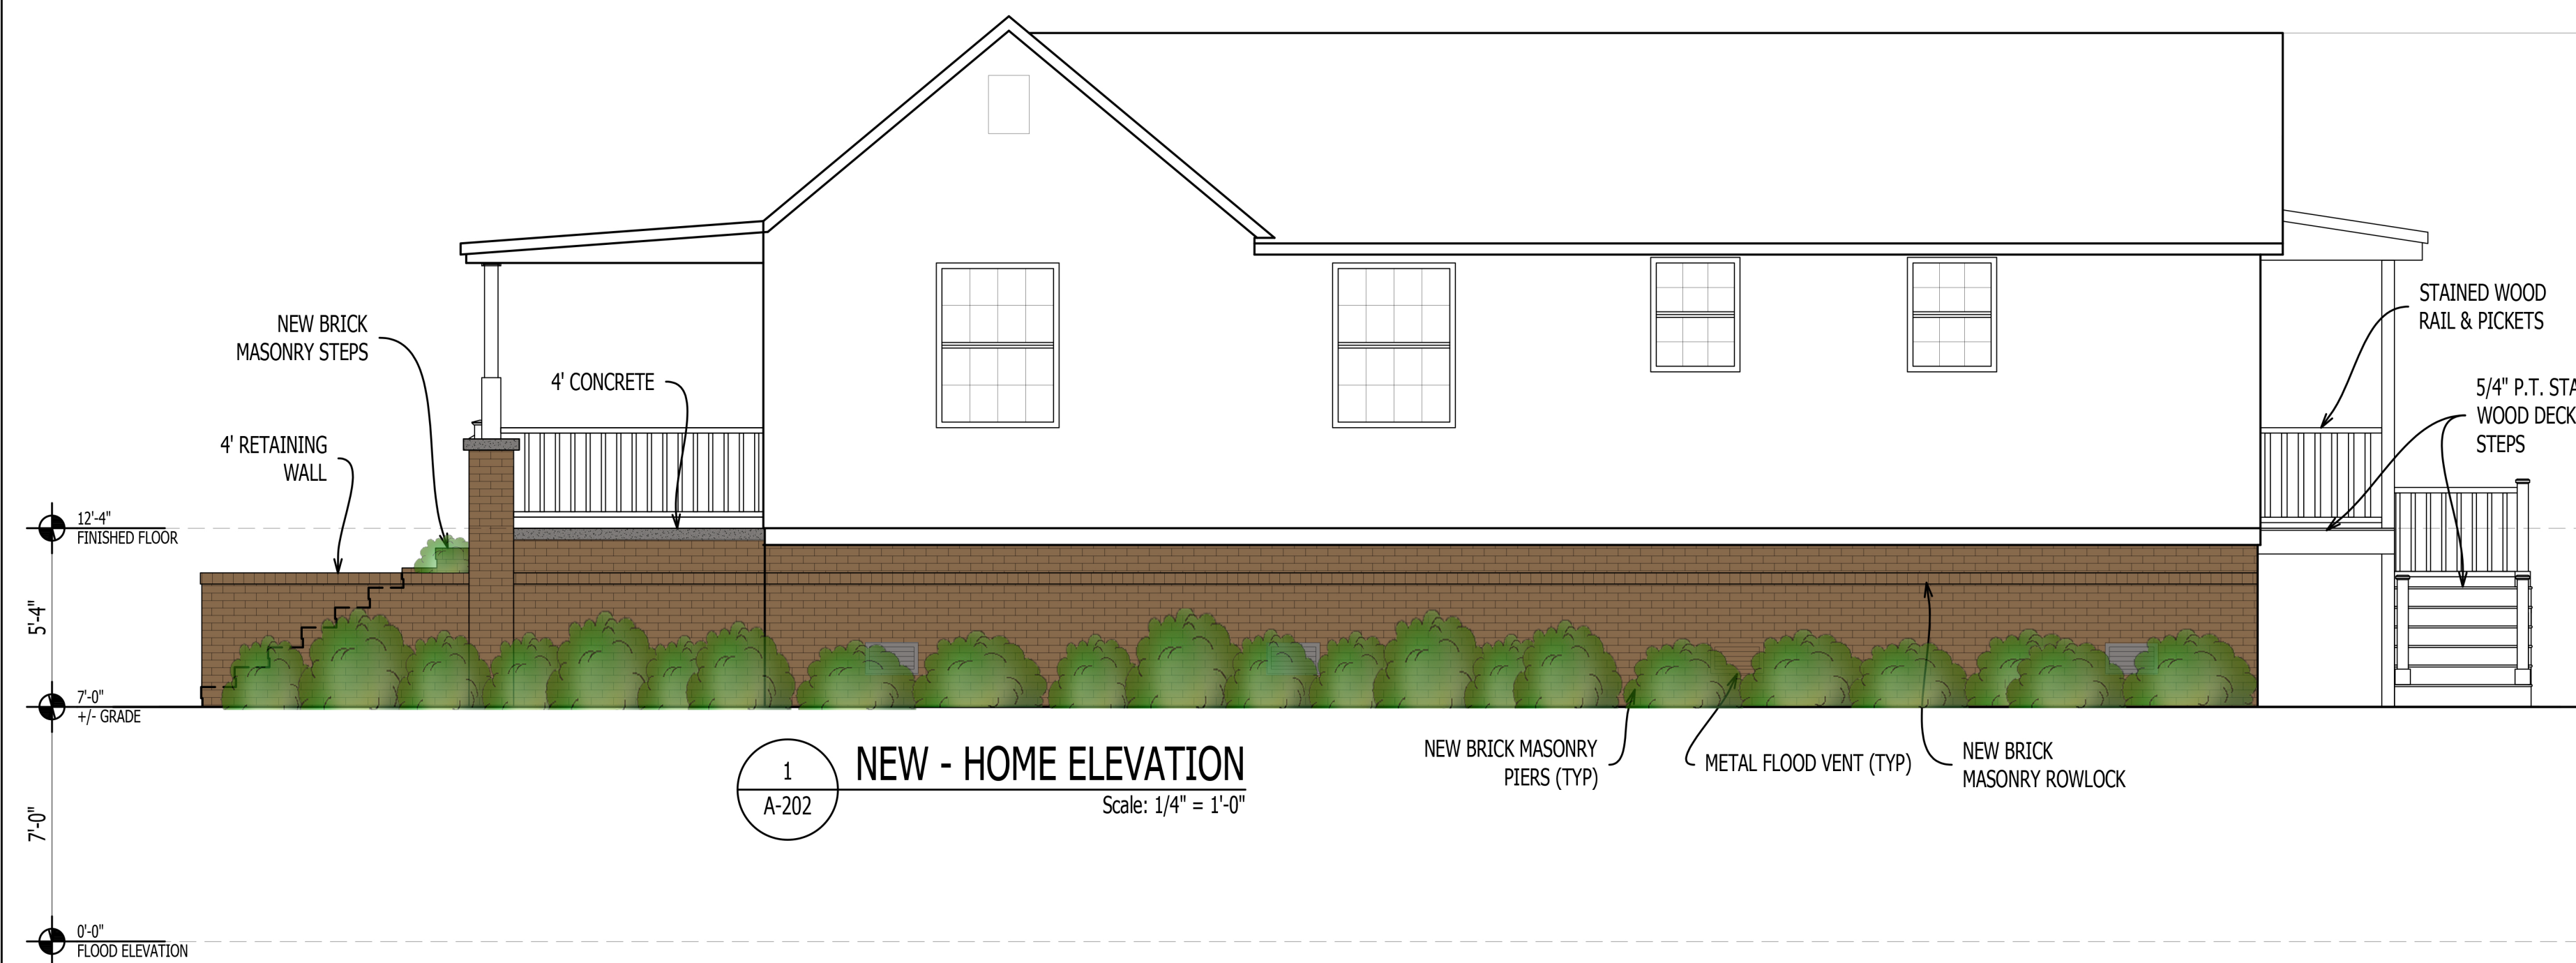 NEW BRICK
MASONRY STEPS
4' CONCRETE
4' RETAINING
WALL
STAINED WOOD
RAIL & PICKETS
5/4" P.T.
WOOD DECK
STEPS
12'-4"
FINISHED FLOOR
5'-4"
7'-0"
+/- GRADE
7'-0"
0'-0"
FLOOD ELEVATION
1
A-202
NEW - HOME ELEVATION
Scale: 1/4" = 1'-0"
NEW BRICK MASONRY
PIERS (TYP)
METAL FLOOD VENT (TYP)
NEW BRICK
MASONRY ROWLOCK